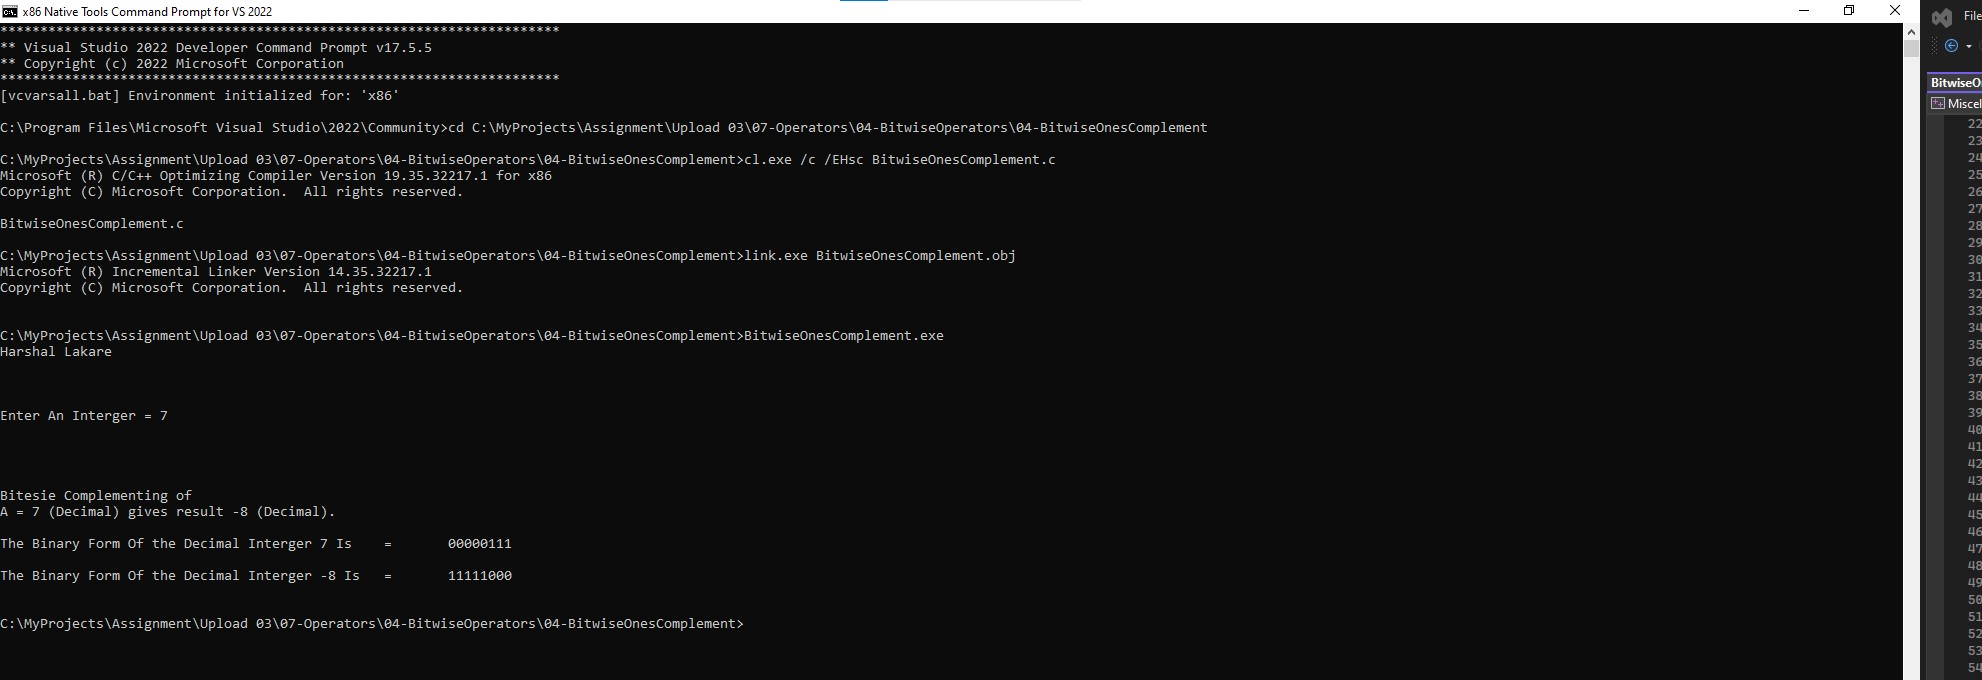 x86 Native Tools Command Prompt for VS 2022
**********************************************************************
** Visual Studio 2022 Developer Command Prompt v17.5.5
** Copyright (c) 2022 Microsoft Corporation
**********************************************************************
[vcvarsall.bat] Environment initialized for: 'x86'
C:\Program Files\Microsoft Visual Studio\2022\Community>cd C:\MyProjects\Assignment\Upload 03\07-Operators\04-BitwiseOperators\04-BitwiseOnesComplement
C:\MyProjects\Assignment\Upload 03\07-Operators\04-BitwiseOperators\04-BitwiseOnesComplement>cl.exe /c /EHsc BitwiseOnesComplement.c
Microsoft (R) C/C++ Optimizing Compiler Version 19.35.32217.1 for x86
Copyright (C) Microsoft Corporation.  All rights reserved.
BitwiseOnesComplement.c
C:\MyProjects\Assignment\Upload 03\07-Operators\04-BitwiseOperators\04-BitwiseOnesComplement>link.exe BitwiseOnesComplement.obj
Microsoft (R) Incremental Linker Version 14.35.32217.1
Copyright (C) Microsoft Corporation.  All rights reserved.
C:\MyProjects\Assignment\Upload 03\07-Operators\04-BitwiseOperators\04-BitwiseOnesComplement>BitwiseOnesComplement.exe
Harshal Lakare
Enter An Interger = 7
Bitesie Complementing of
A = 7 (Decimal) gives result -8 (Decimal).
The Binary Form Of the Decimal Interger 7 Is    =       00000111
The Binary Form Of the Decimal Interger -8 Is   =       11111000
C:\MyProjects\Assignment\Upload 03\07-Operators\04-BitwiseOperators\04-BitwiseOnesComplement>
File
BitwiseO
Miscel
22
23
24
25
26
27
28
29
30
31
32
33
34
35
36
37
38
39
40
41
42
43
44
45
46
47
48
49
50
51
52
53
54